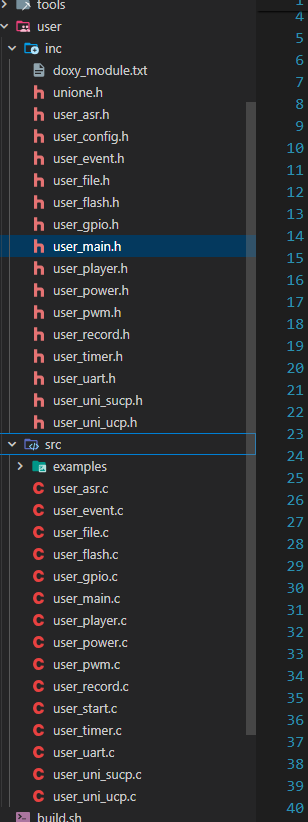 tools
user
inc
doxy_module.txt
unione.h
user_asr.h
user_config.h
user_event.h
user_file.h
user_flash.h
user_gpio.h
user_main.h
user_player.h
user_power.h
user_pwm.h
user_record.h
user_timer.h
user_uart.h
user_uni_sucp.h
user_uni_ucp.h
src
examples
user_asr.c
user_event.c
user_file.c
user_flash.c
user_gpio.c
user_main.c
user_player.c
user_power.c
user_pwm.c
user_record.c
user_start.c
user_timer.c
user_uart.c
user_uni_sucp.c
user_uni_ucp.c
build.sh
1
4
5
6
7
8
9
10
11
12
13
14
15
16
17
18
19
20
21
22
23
24
25
26
27
28
29
30
31
32
33
34
35
36
37
38
39
40